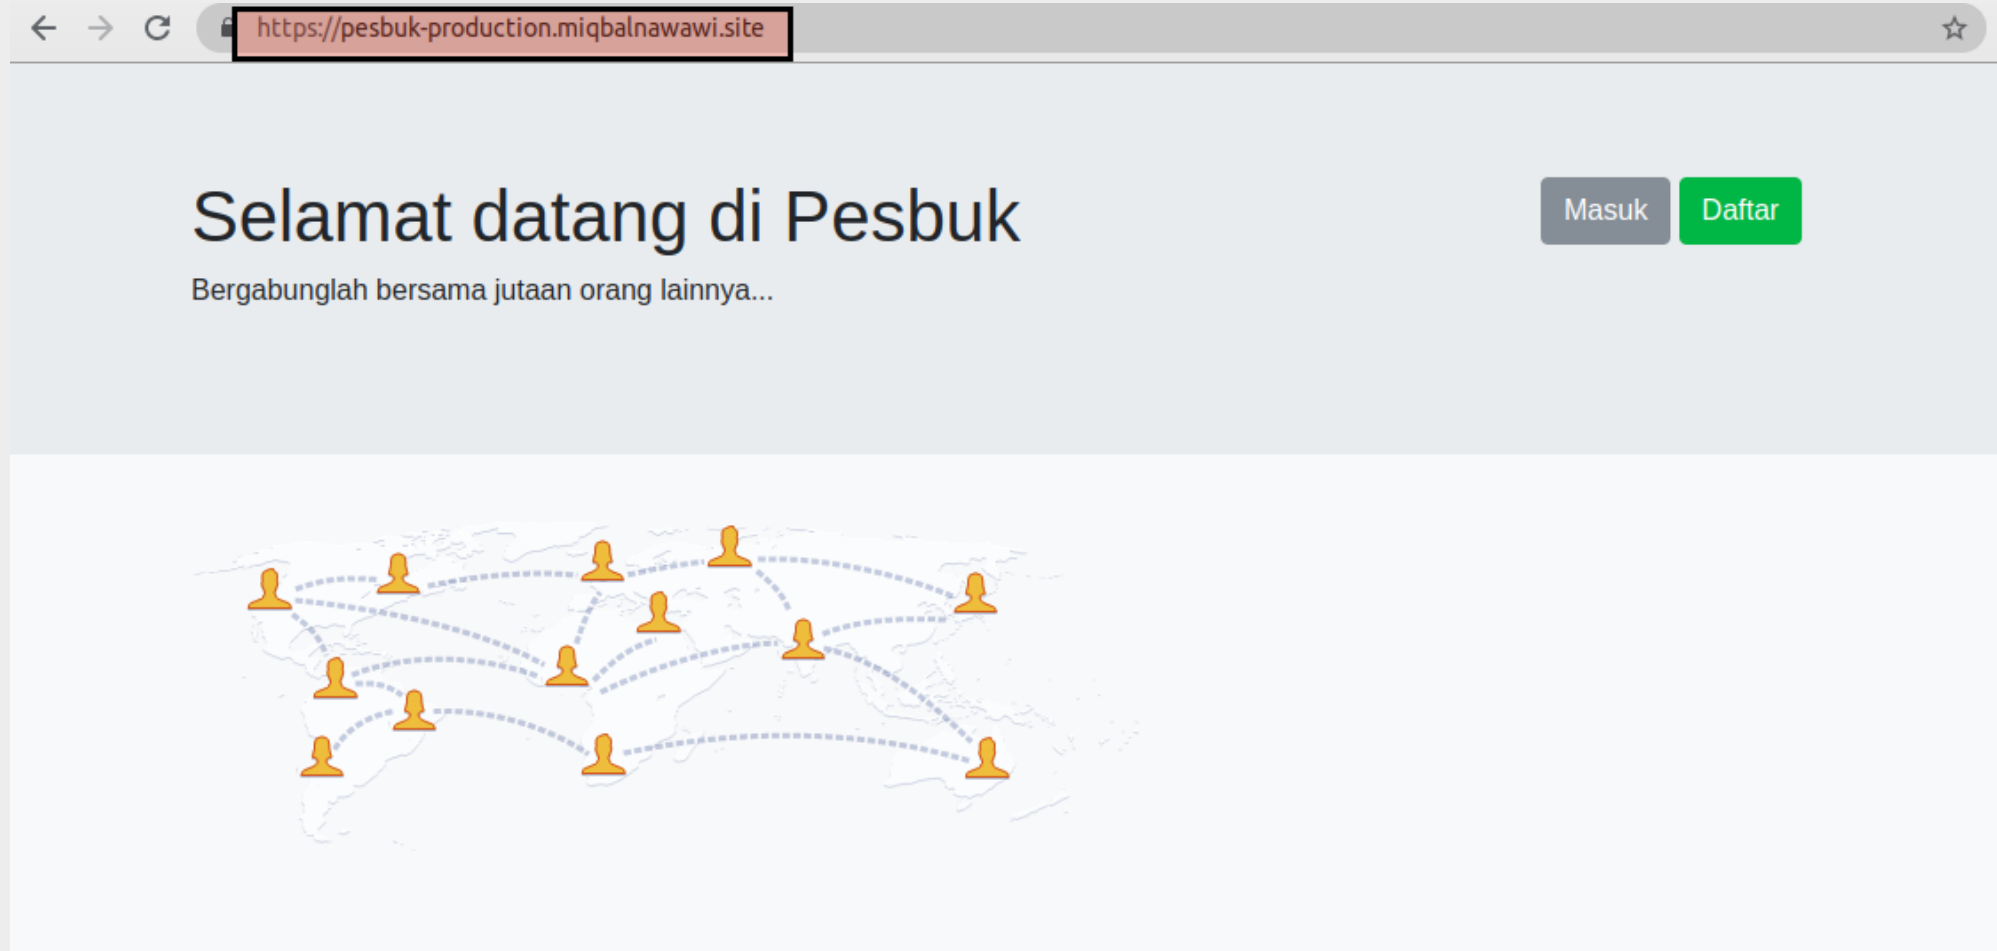 https://pesbuk-production.miqbalnawawi.site
Selamat datang di Pesbuk
Masuk
Daftar
Bergabunglah bersama jutaan orang lainnya...